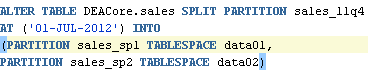 ALTER TABLE DEACore.sales SPLIT PARTITION sales_11q4
AT ('01-JUL-2012') INTO
(PARTITION sales_sp1 TABLESPACE data01,
PARTITION sales_sp2 TABLESPACE data02)